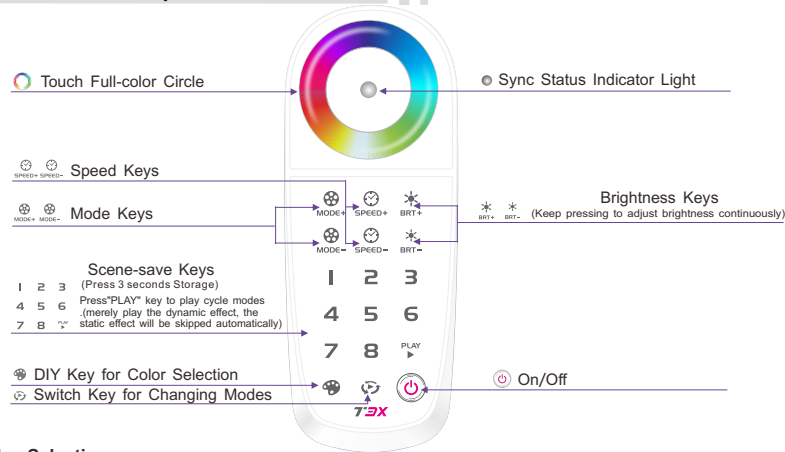 Touch Full-color Circle
Sync Status Indicator Light
SPEED+ SPEED- Speed Keys
MODE+ MODE- Mode Keys
MODE+ SPEED+ BRT+
MODE- SPEED- BRT-
BRT+ BRT- Brightness Keys
(Keep pressing to adjust brightness continuously)
Scene-save Keys
(Press 3 seconds Storage)
1 2 3
4 5 6
7 8 PLAY
Press"PLAY" key to play cycle modes
.(merely play the dynamic effect, the
static effect will be skipped automatically)
1 2 3
4 5 6
7 8 PLAY
DIY Key for Color Selection
Switch Key for Changing Modes
On/Off
T3X